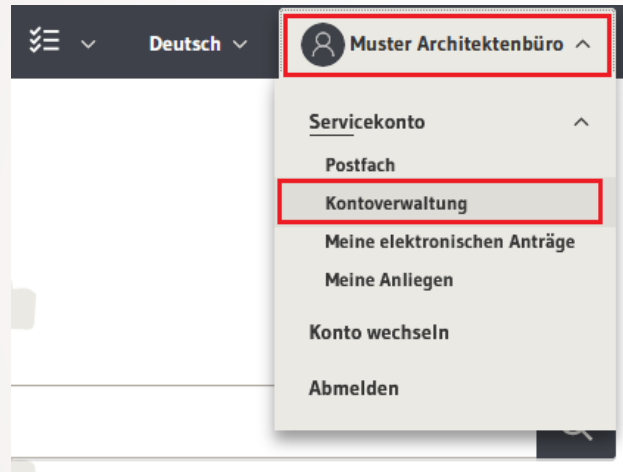 Deutsch
Muster Architektenbüro
Servicekonto
Postfach
Kontoverwaltung
Meine elektronischen Anträge
Meine Anliegen
Konto wechseln
Abmelden